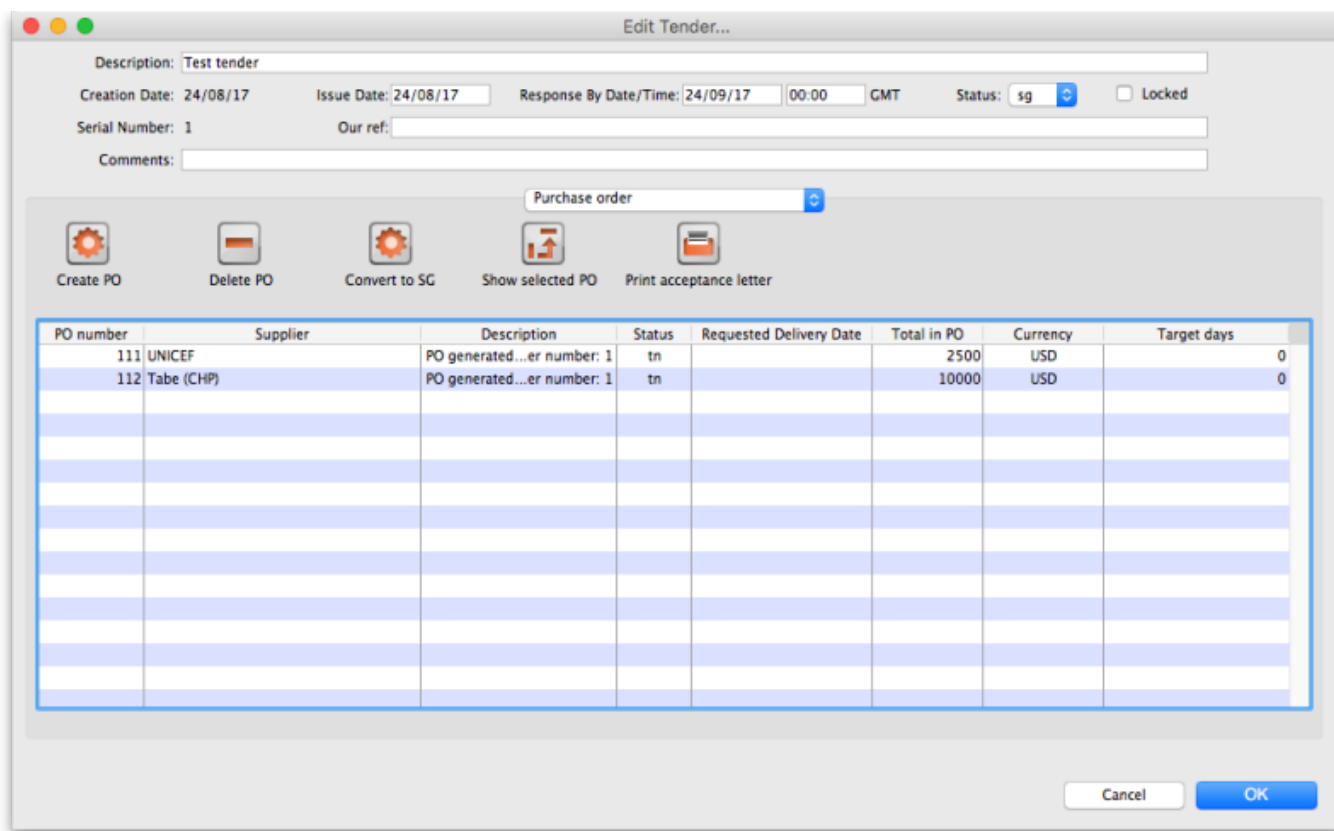 Edit Tender...
Description: Test tender
Creation Date: 24/08/17 Issue Date: 24/08/17 Response By Date/Time: 24/09/17 00:00 GMT Status: sg Locked
Serial Number: 1 Our ref:
Comments:
Purchase order
Create PO Delete PO Convert to SG Show selected PO Print acceptance letter
PO number Supplier Description Status Requested Delivery Date Total in PO Currency Target days
111 UNICEF PO generated...er number: 1 tn 2500 USD 0
112 Tabe (CHP) PO generated...er number: 1 tn 10000 USD 0
Cancel OK